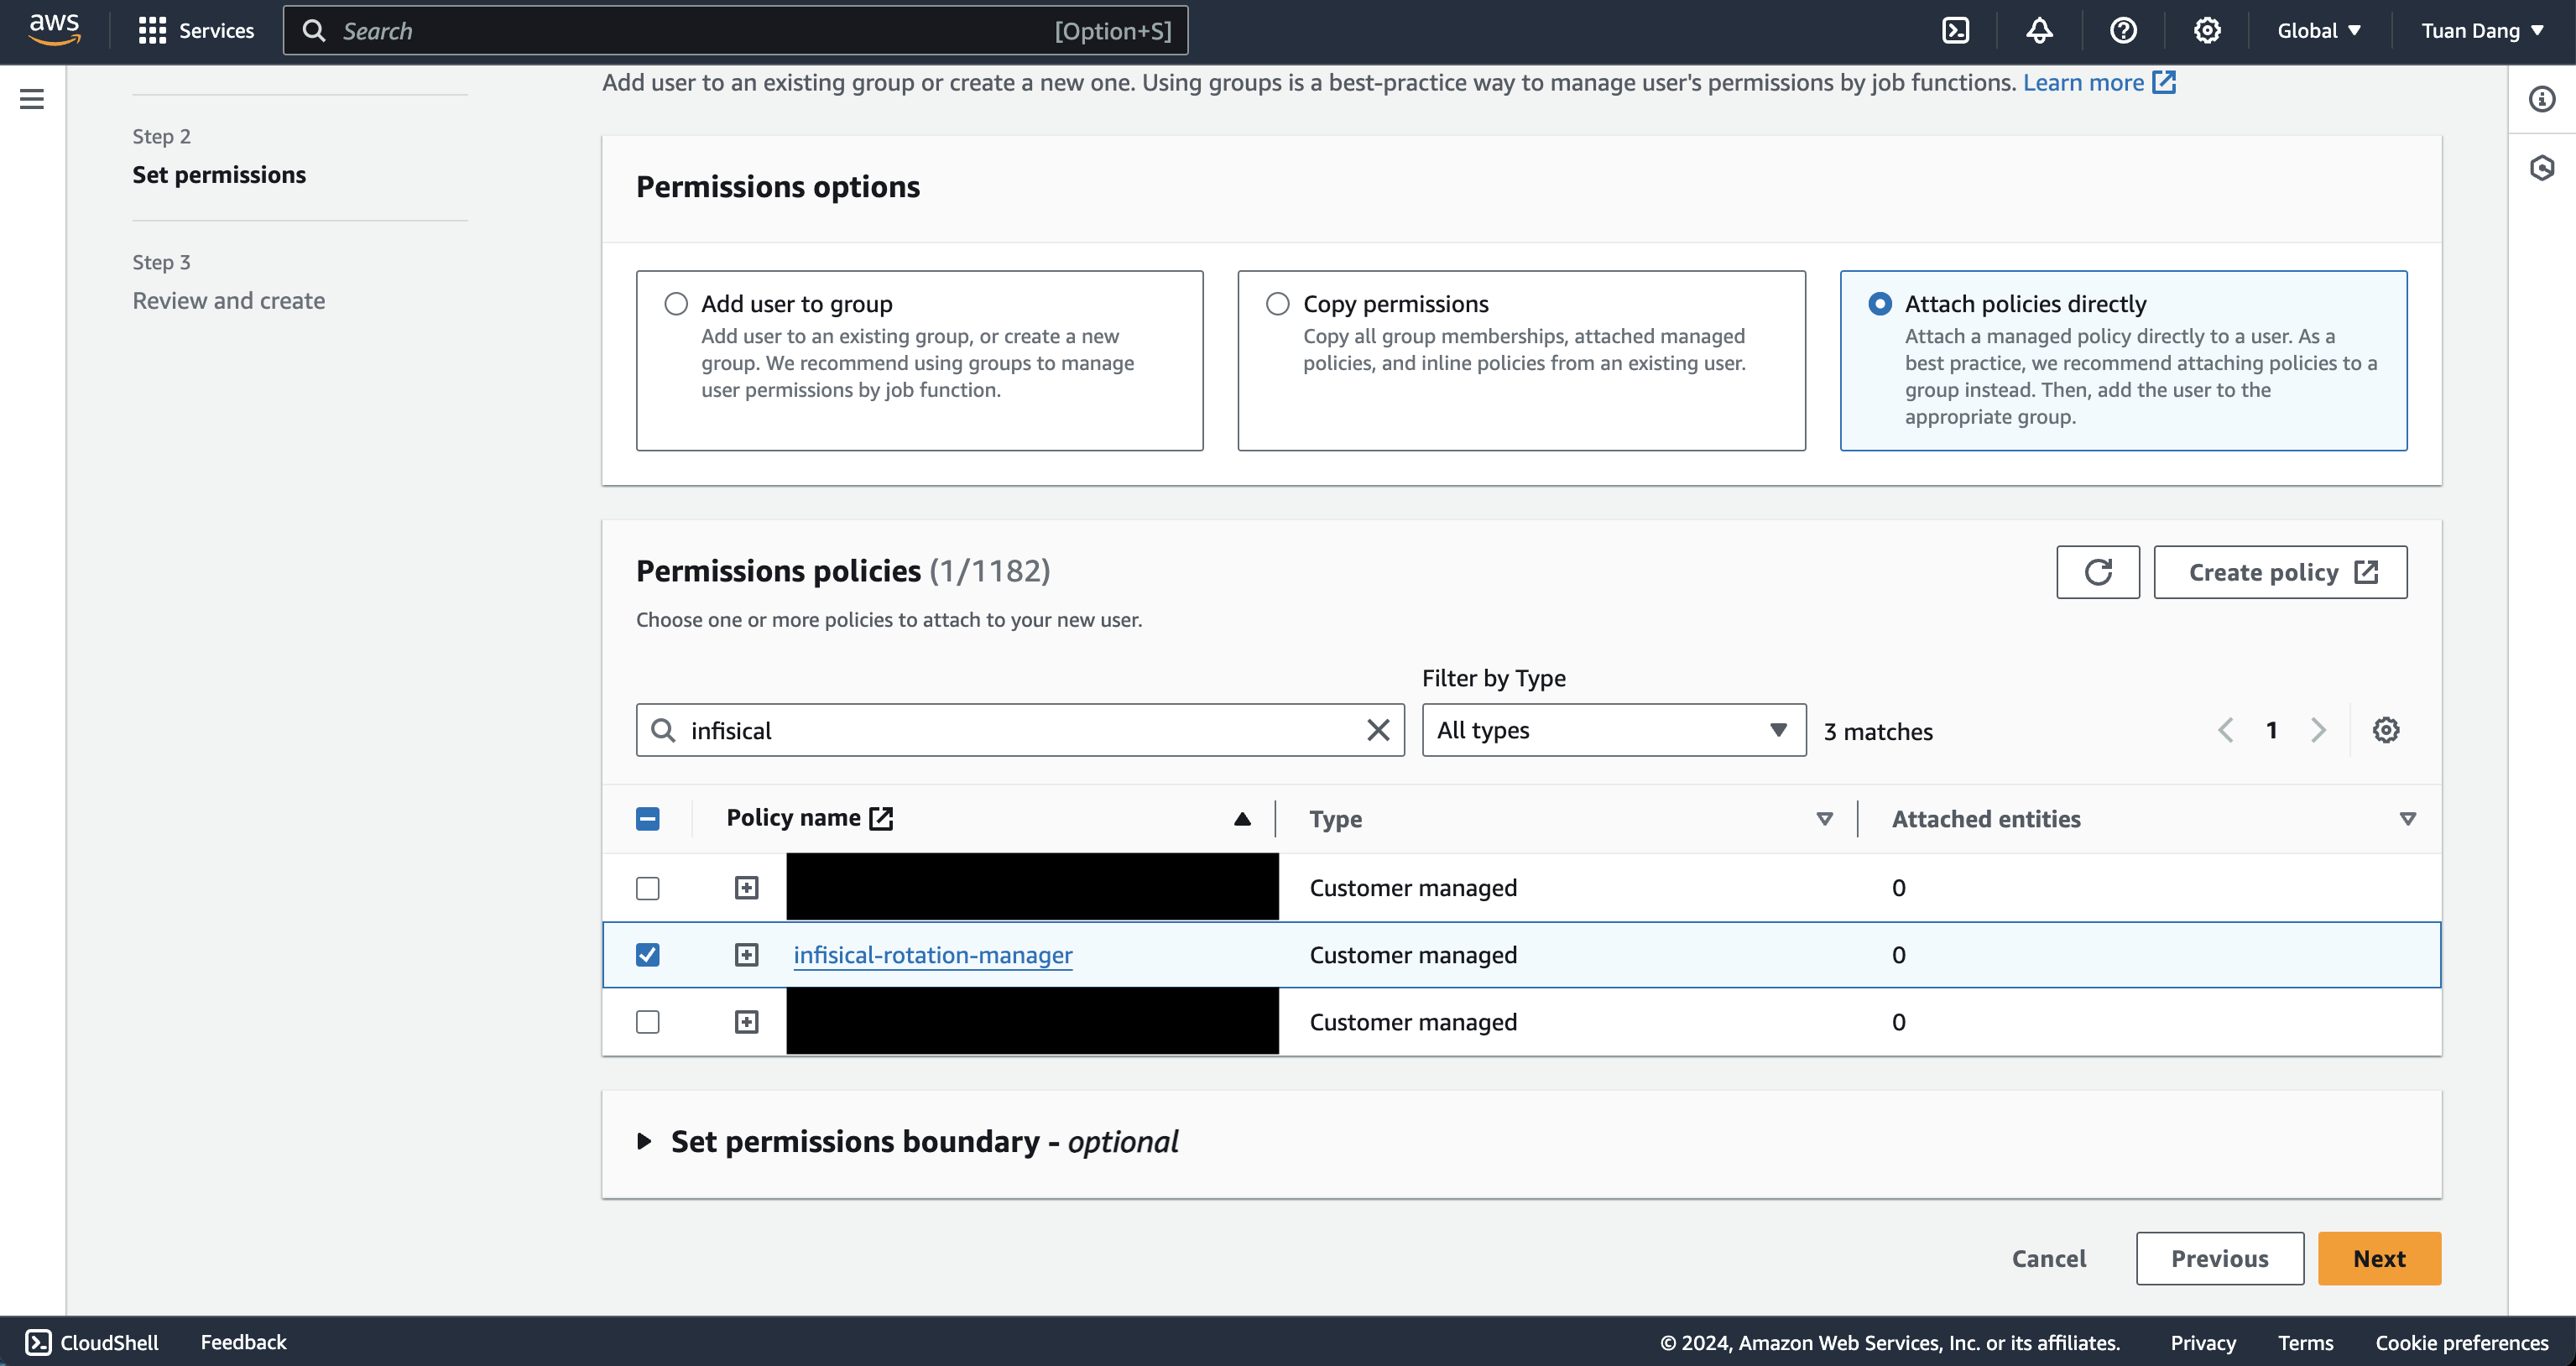 aws
Services
Search
[Option+S]
Global
Tuan Dang
Add user to an existing group or create a new one. Using groups is a best-practice way to manage user's permissions by job functions. Learn more
Step 2
Set permissions
Step 3
Review and create
Permissions options
Add user to group
Add user to an existing group, or create a new
group. We recommend using groups to manage
user permissions by job function.
Copy permissions
Copy all group memberships, attached managed
policies, and inline policies from an existing user.
Attach policies directly
Attach a managed policy directly to a user. As a
best practice, we recommend attaching policies to a
group instead. Then, add the user to the
appropriate group.
Permissions policies (1/1182)
Create policy
Choose one or more policies to attach to your new user.
Filter by Type
infisical
All types
3 matches
1
Policy name
Type
Attached entities
Customer managed
0
infisical-rotation-manager
Customer managed
0
Customer managed
0
Set permissions boundary - optional
Cancel
Previous
Next
CloudShell
Feedback
© 2024, Amazon Web Services, Inc. or its affiliates.
Privacy
Terms
Cookie preferences